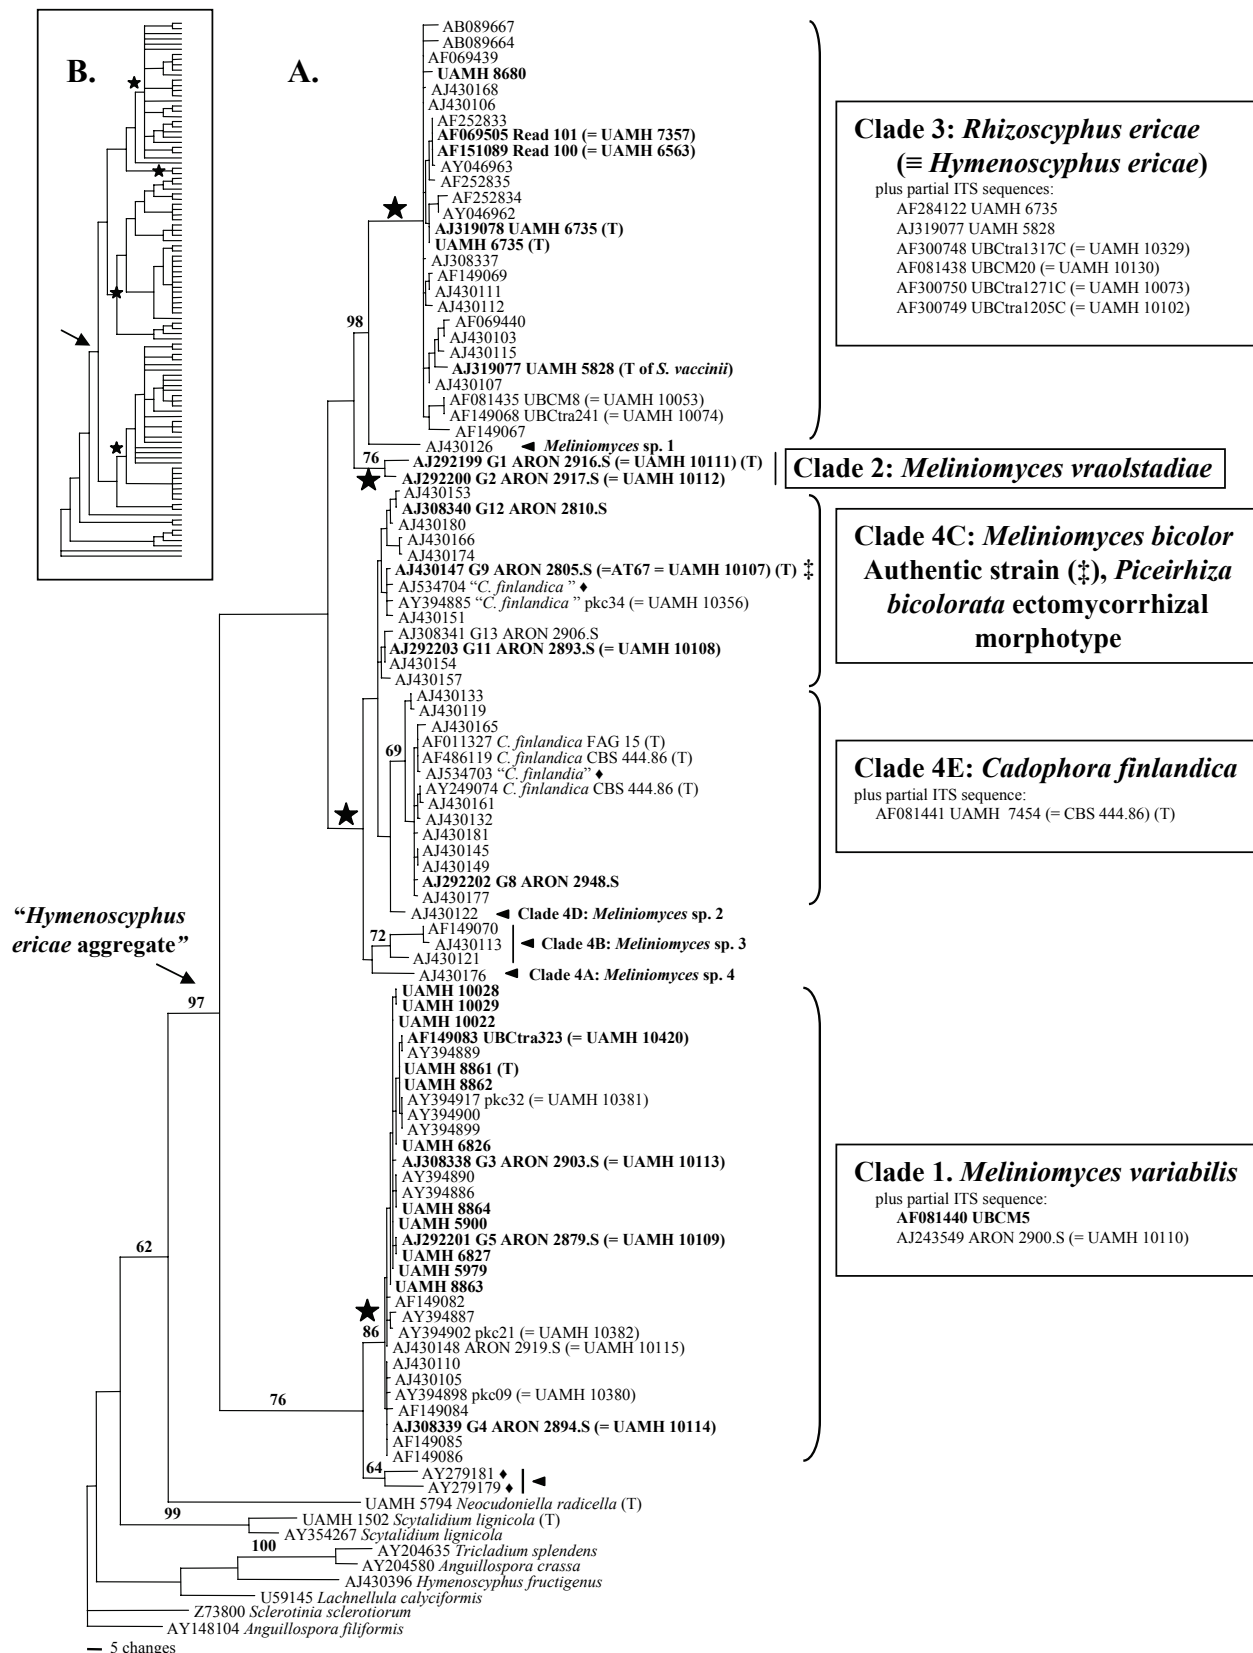 B.
A.
AB089667
AB089664
AF069439
UAMH 8680
AJ430168
AJ430106
AF252833
AF069505 Read 101 (= UAMH 7357)
AF151089 Read 100 (= UAMH 6563)
AY046963
AF252835
AF252834
AY046962
AJ319078 UAMH 6735 (T)
UAMH 6735 (T)
AJ308337
AF149069
AJ430111
AJ430112
AF069440
AJ430103
AJ430115
AJ319077 UAMH 5828 (T of S. vaccinii)
AJ430107
AF081435 UBCM8 (= UAMH 10053)
AF149068 UBCtra241 (= UAMH 10074)
AF149067
98
AJ430126 ◄ Meliniomyces sp. 1
Clade 3: Rhizoscyphus ericae
(≡ Hymenoscyphus ericae)
plus partial ITS sequences:
AF284122 UAMH 6735
AJ319077 UAMH 5828
AF300748 UBCtra1317C (= UAMH 10329)
AF081438 UBCM20 (= UAMH 10130)
AF300750 UBCtra1271C (= UAMH 10073)
AF300749 UBCtra1205C (= UAMH 10102)
76
AJ292199 G1 ARON 2916.S (= UAMH 10111) (T)
AJ292200 G2 ARON 2917.S (= UAMH 10112)
Clade 2: Meliniomyces vraolstadiae
AJ430153
AJ308340 G12 ARON 2810.S
AJ430180
AJ430166
AJ430174
AJ430147 G9 ARON 2805.S (=AT67 = UAMH 10107) (T) ‡
AJ534704 “C. finlandica ” ♦
AY394885 “C. finlandica ” pkc34 (= UAMH 10356)
AJ430151
AJ308341 G13 ARON 2906.S
AJ292203 G11 ARON 2893.S (= UAMH 10108)
AJ430154
AJ430157
Clade 4C: Meliniomyces bicolor
Authentic strain (‡), Piceirhiza
bicolorata ectomycorrhizal
morphotype
AJ430133
AJ430119
AJ430165
69
AF011327 C. finlandica FAG 15 (T)
AF486119 C. finlandica CBS 444.86 (T)
AJ534703 “C. finlandia” ♦
AY249074 C. finlandica CBS 444.86 (T)
AJ430161
AJ430132
AJ430181
AJ430145
AJ430149
AJ292202 G8 ARON 2948.S
AJ430177
Clade 4E: Cadophora finlandica
plus partial ITS sequence:
AF081441 UAMH 7454 (= CBS 444.86) (T)
AJ430122 ◄ Clade 4D: Meliniomyces sp. 2
72
AF149070
AJ430113 ◄ Clade 4B: Meliniomyces sp. 3
AJ430121
AJ430176 ◄ Clade 4A: Meliniomyces sp. 4
“Hymenoscyphus
ericae aggregate”
97
UAMH 10028
UAMH 10029
UAMH 10022
AF149083 UBCtra323 (= UAMH 10420)
AY394889
UAMH 8861 (T)
UAMH 8862
AY394917 pkc32 (= UAMH 10381)
AY394900
AY394899
UAMH 6826
AJ308338 G3 ARON 2903.S (= UAMH 10113)
AY394890
AY394886
UAMH 8864
UAMH 5900
AJ292201 G5 ARON 2879.S (= UAMH 10109)
UAMH 6827
UAMH 5979
UAMH 8863
AF149082
AY394887
86
AY394902 pkc21 (= UAMH 10382)
AJ430148 ARON 2919.S (= UAMH 10115)
AJ430110
AJ430105
AY394898 pkc09 (= UAMH 10380)
AF149084
AJ308339 G4 ARON 2894.S (= UAMH 10114)
AF149085
AF149086
Clade 1. Meliniomyces variabilis
plus partial ITS sequence:
AF081440 UBCM5
AJ243549 ARON 2900.S (= UAMH 10110)
62
76
64
AY279181 ♦
AY279179 ♦ ◄
UAMH 5794 Neocudoniella radicella (T)
99
UAMH 1502 Scytalidium lignicola (T)
AY354267 Scytalidium lignicola
100
AY204635 Tricladium splendens
AY204580 Anguillospora crassa
AJ430396 Hymenoscyphus fructigenus
U59145 Lachnellula calyciformis
Z73800 Sclerotinia sclerotiorum
AY148104 Anguillospora filiformis
5 changes